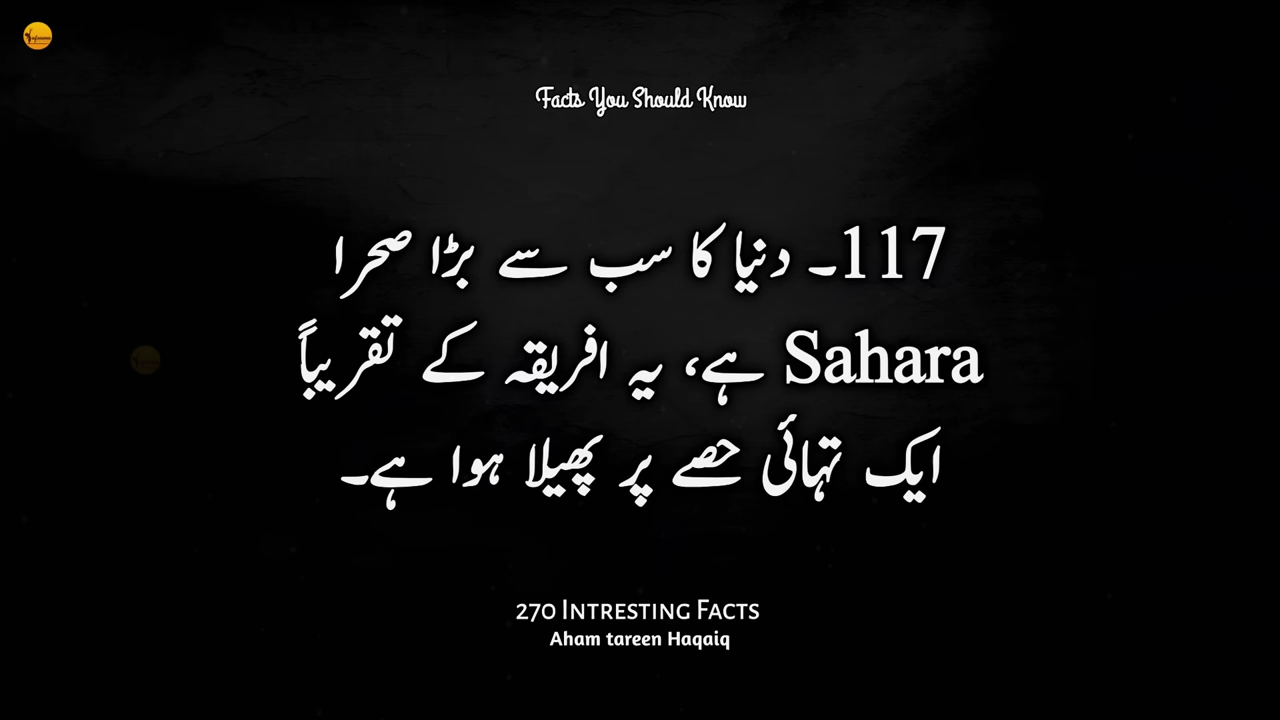 Facts You Should Know
117۔ دنیا کا سب سے بڑا صحرا
Sahara ہے، یہ افریقہ کے تقریباً
ایک تہائی حصے پر پھیلا ہوا ہے۔
270 Intresting Facts
Aham tareen Haqaiq